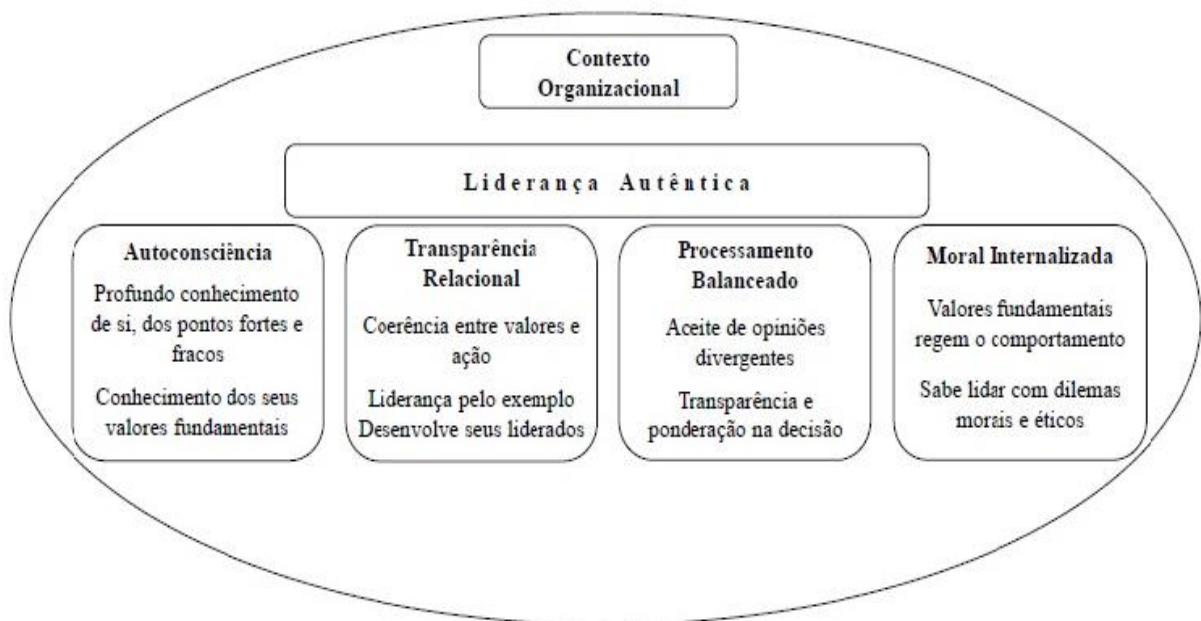 Contexto
Organizacional
Liderança Autêntica
Autoconsciência
Profundo conhecimento
de si, dos pontos fortes e
fracos
Conhecimento dos seus
valores fundamentais
Transparência
Relacional
Coerência entre valores e
ação
Liderança pelo exemplo
Desenvolve seus liderados
Processamento
Balanceado
Aceite de opiniões
divergentes
Transparência e
ponderação na decisão
Moral Internalizada
Valores fundamentais
regem o comportamento
Sabe lidar com dilemas
morais e éticos